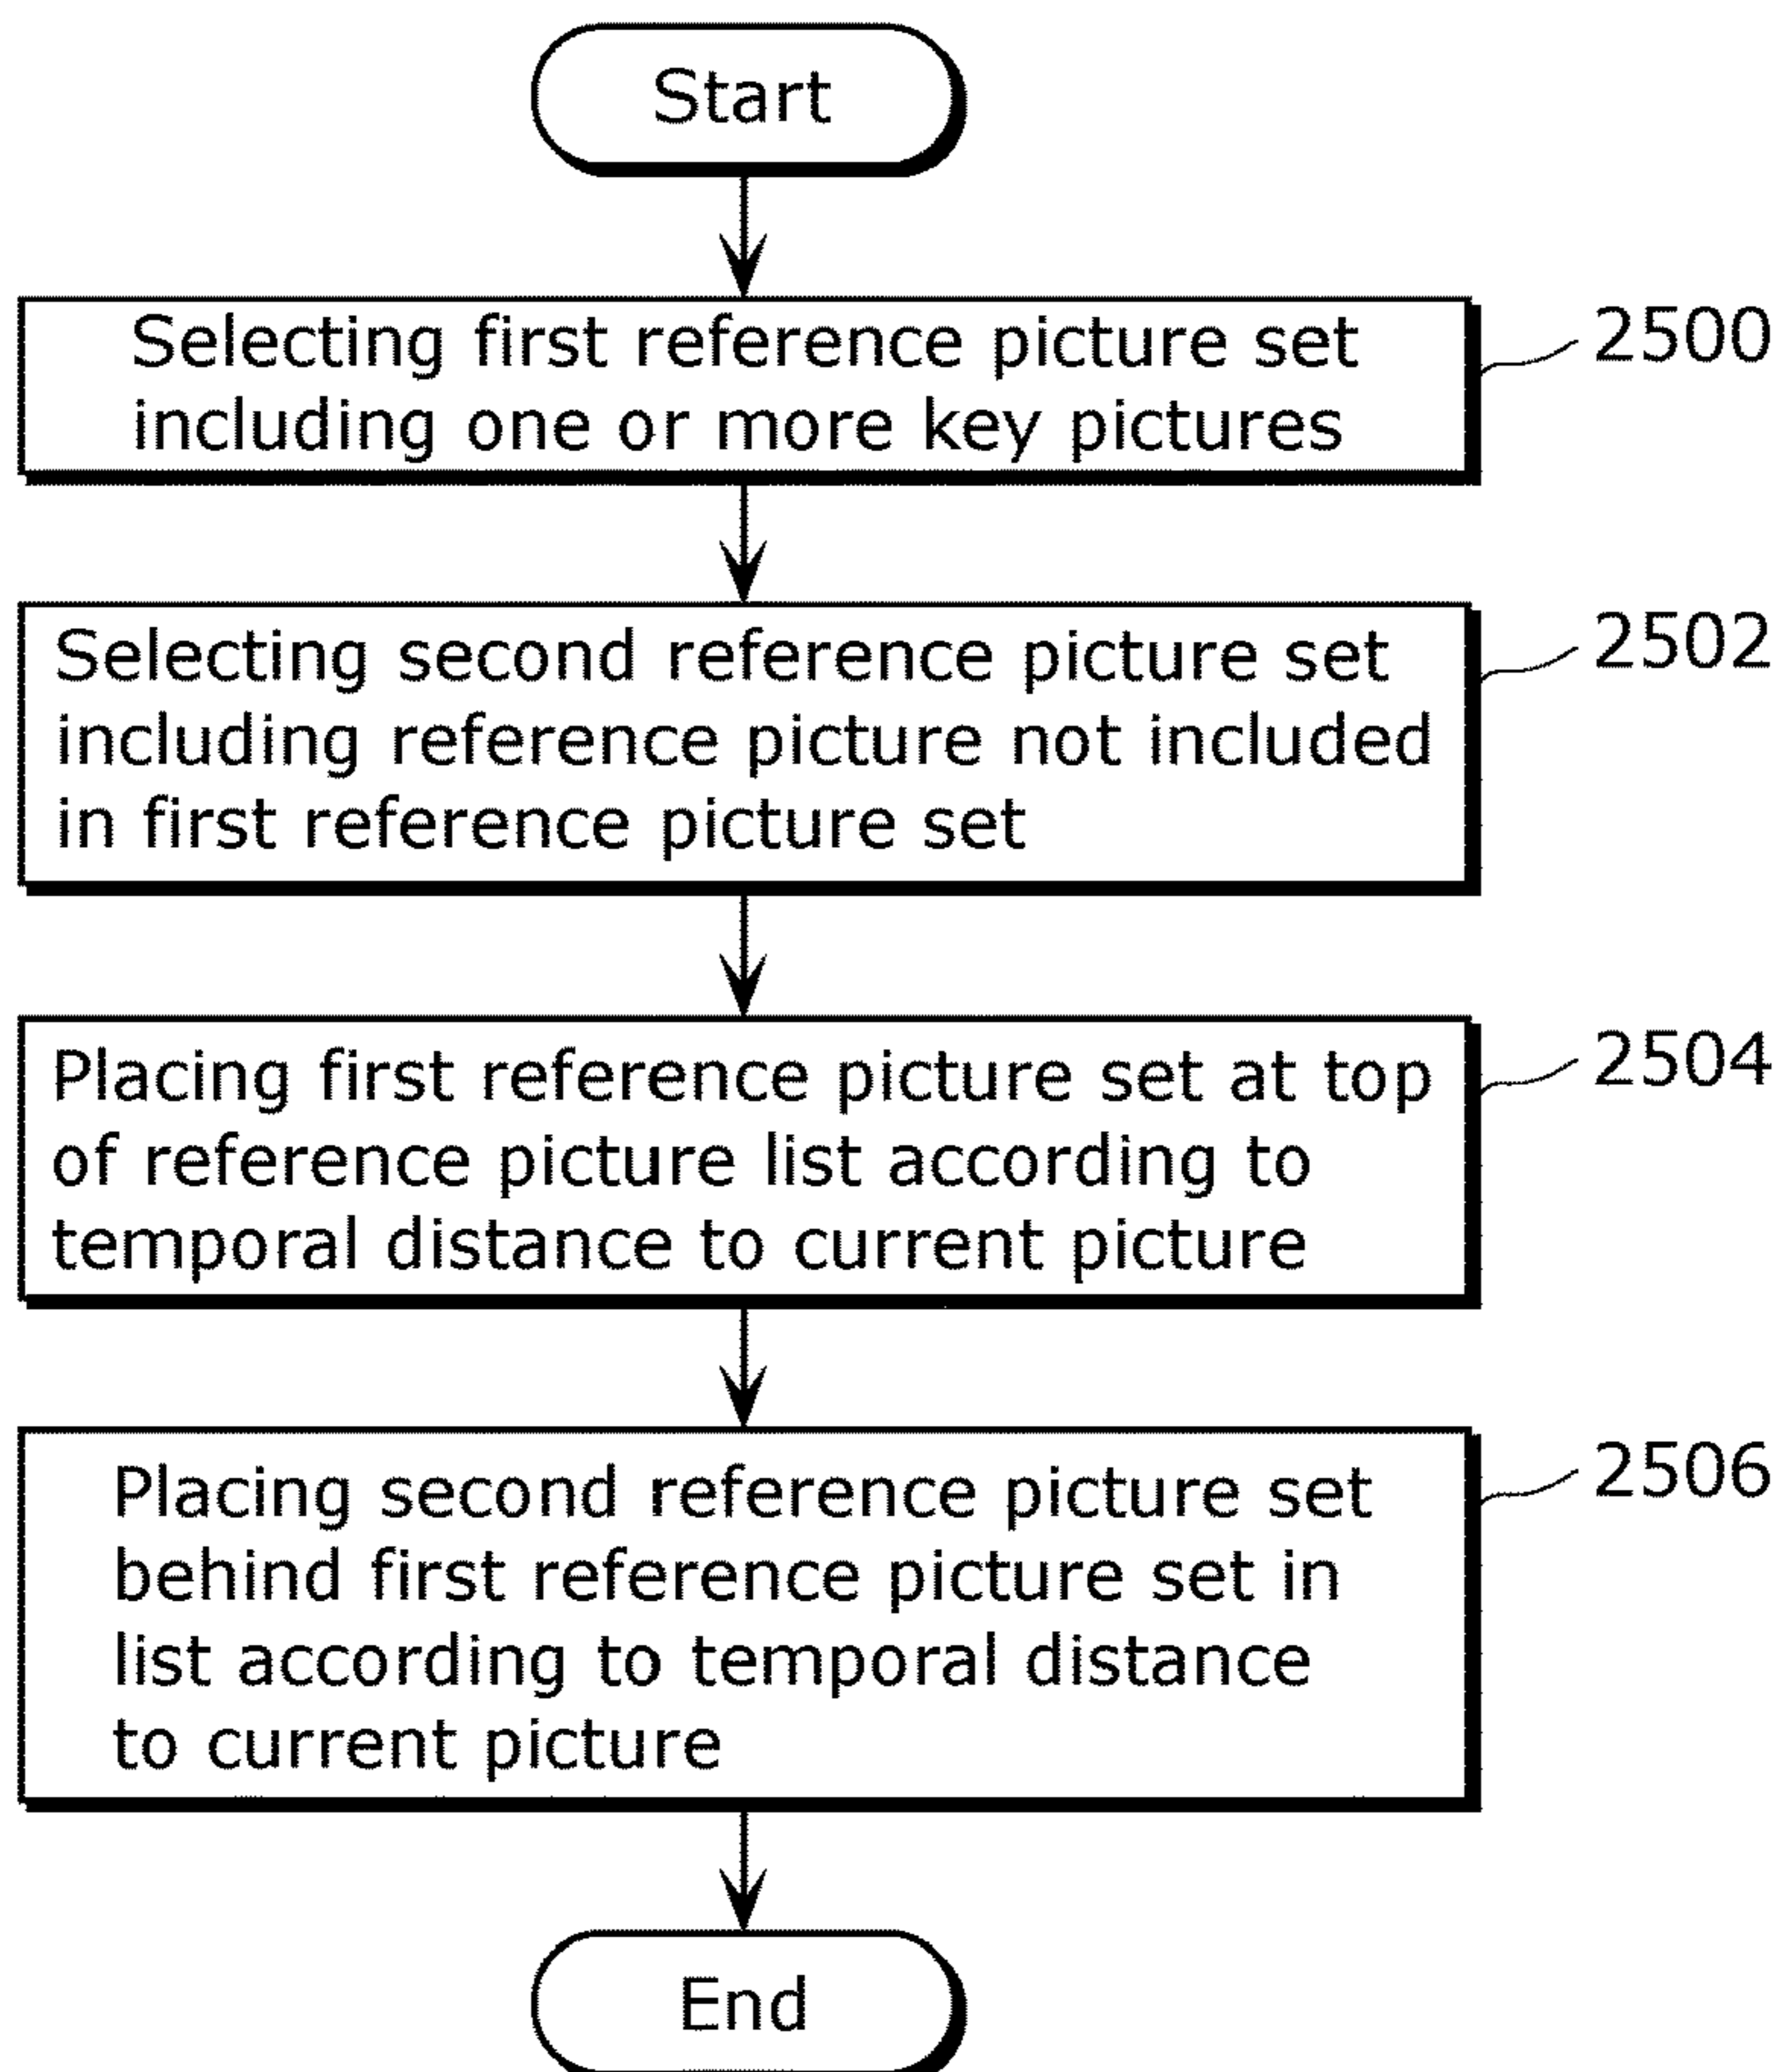 Start
Selecting first reference picture set
including one or more key pictures
2500
Selecting second reference picture set
including reference picture not included
in first reference picture set
2502
Placing first reference picture set at top
of reference picture list according to
temporal distance to current picture
2504
Placing second reference picture set
behind first reference picture set in
list according to temporal distance
to current picture
2506
End